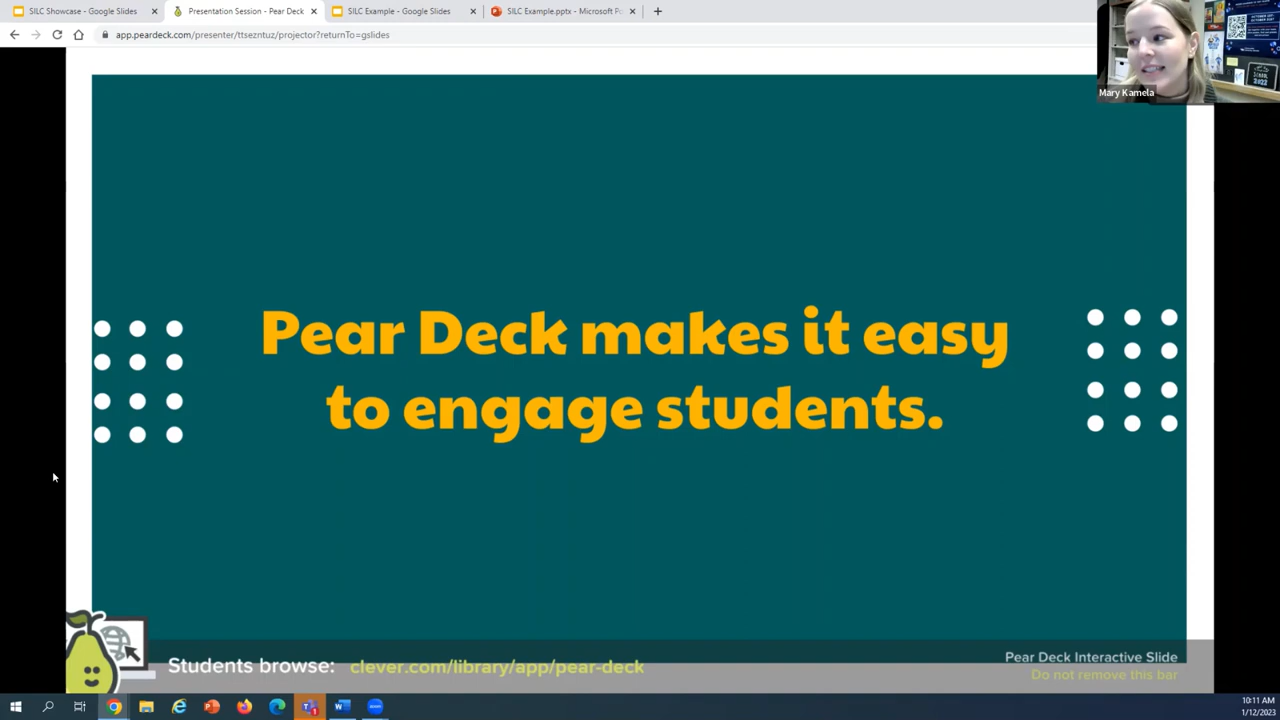 SILC Showcase - Google Slides
Presentation Session - Pear Deck
SILC Example - Google Slides
SILC Example.pptx - Microsoft Po
app.peardeck.com/presenter/ttsezntuz/projector?returnTo=gslides
Mary Kamela
Pear Deck makes it easy
to engage students.
Students browse: clever.com/library/app/pear-deck
Pear Deck Interactive Slide
Do not remove this bar
10:11 AM
1/12/2023